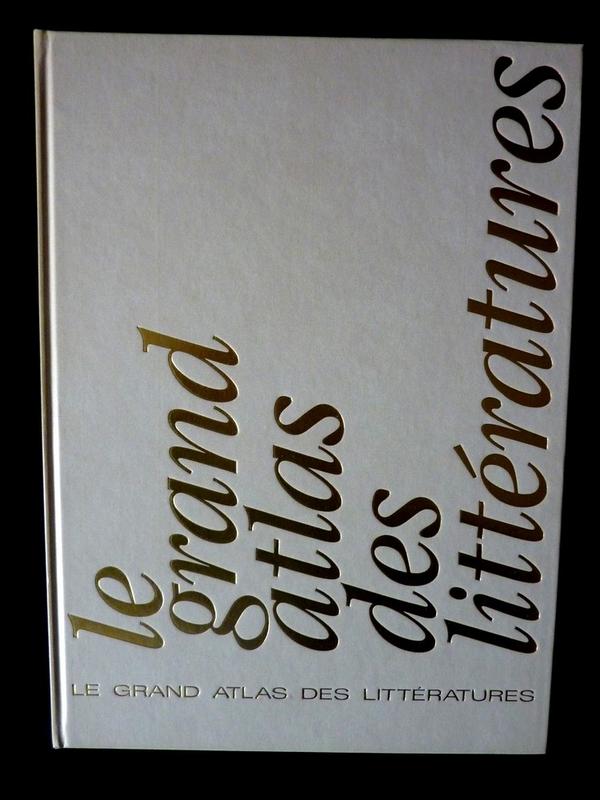 le
grand
atlas
des
littératures
LE GRAND ATLAS DES LITTÉRATURES